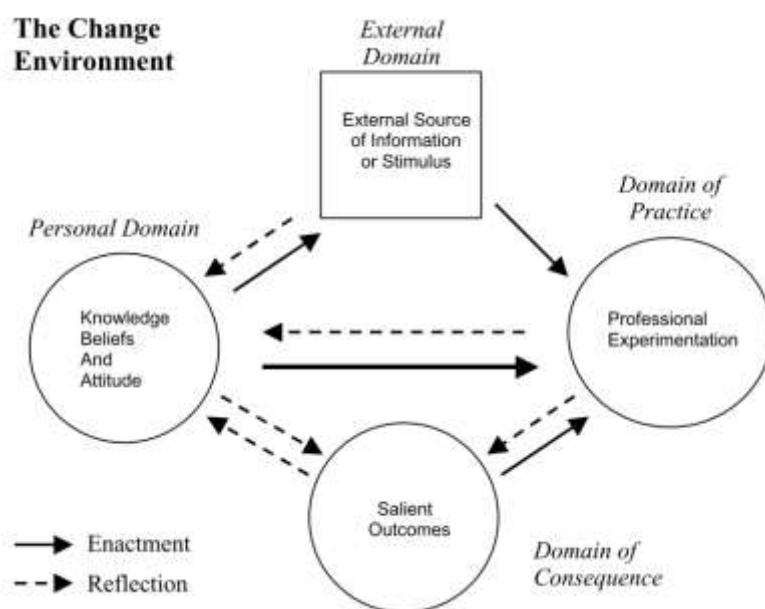 The Change
Environment
External
Domain
External Source
of Information
or Stimulus
Domain of
Practice
Personal Domain
Knowledge
Beliefs
And
Attitude
Professional
Experimentation
Salient
Outcomes
Enactment
Reflection
Domain of
Consequence